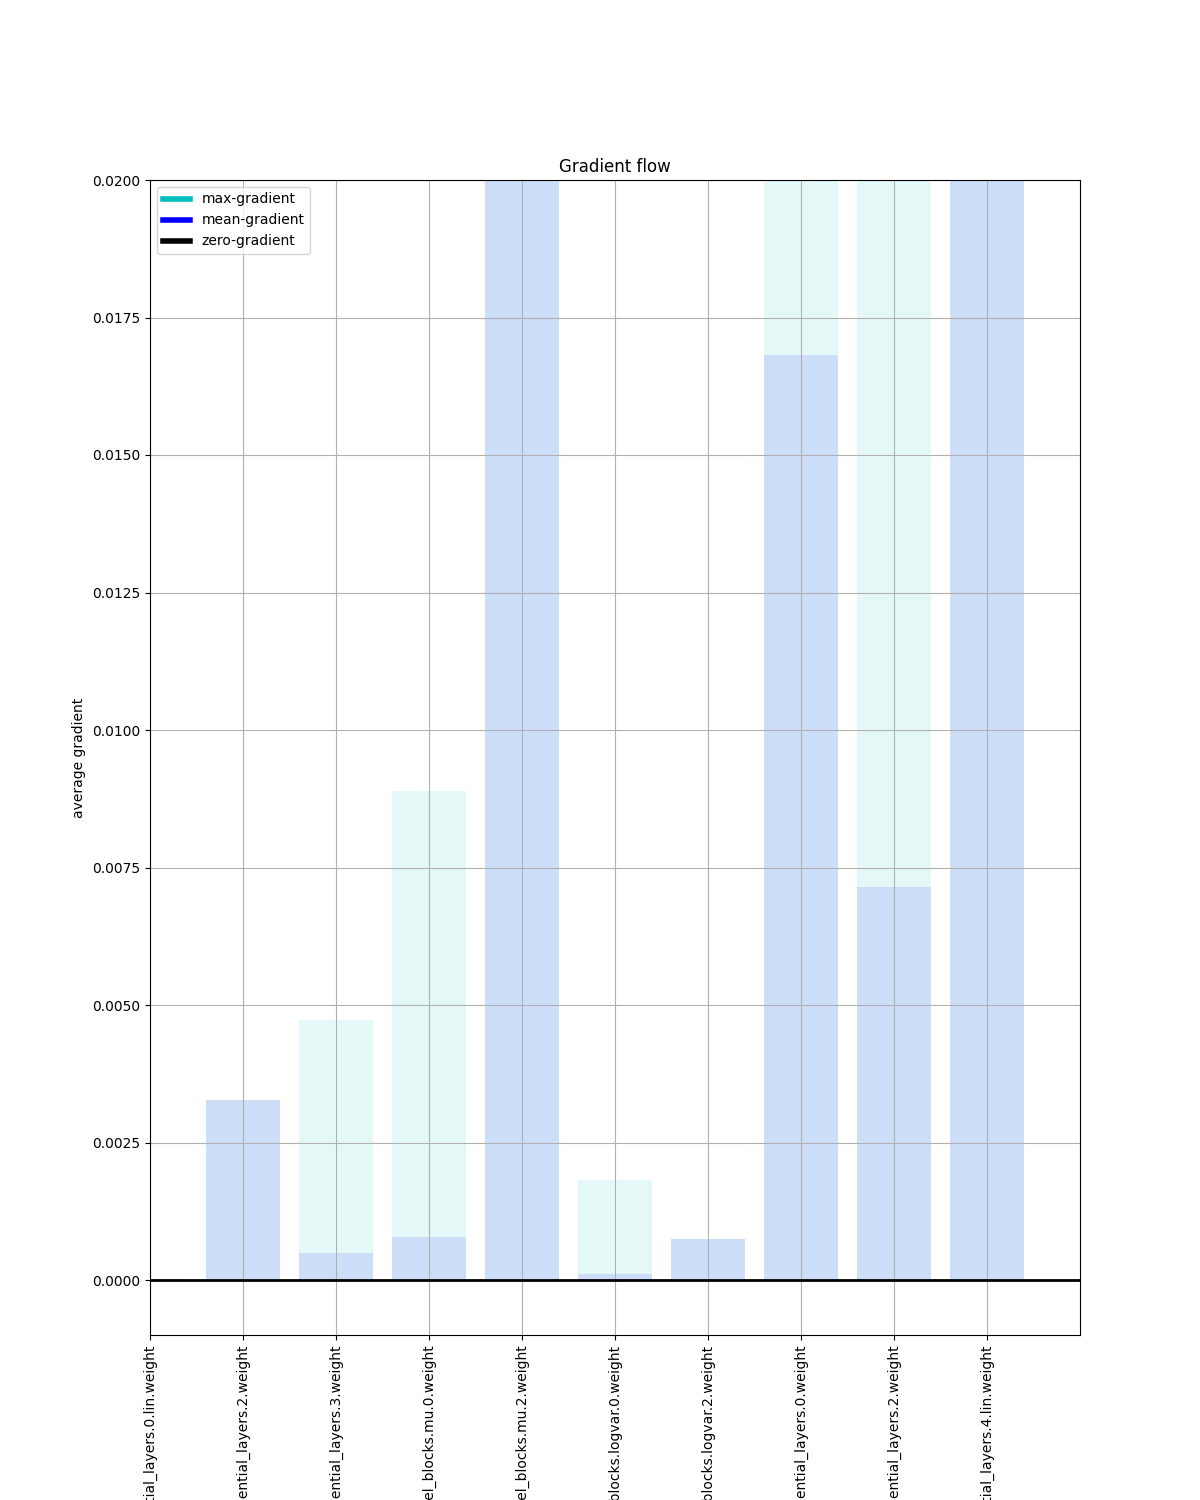 Gradient flow
max-gradient
mean-gradient
zero-gradient
average gradient
0.0200
0.0175
0.0150
0.0125
0.0100
0.0075
0.0050
0.0025
0.0000
tial_layers.0.lin.weight
ential_layers.2.weight
ential_layers.3.weight
el_blocks.mu.0.weight
el_blocks.mu.2.weight
blocks.logvar.0.weight
blocks.logvar.2.weight
ential_layers.0.weight
ential_layers.2.weight
tial_layers.4.lin.weight